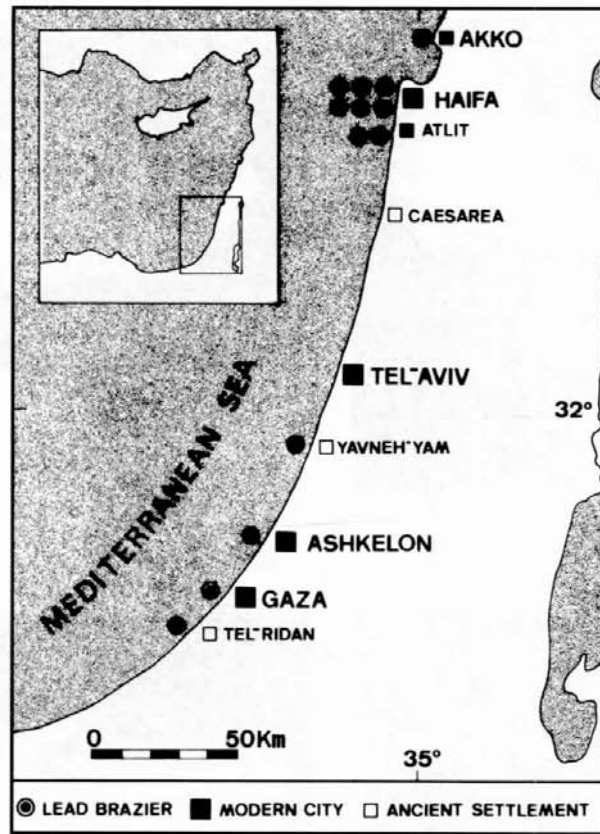 AKKO
HAIFA
ATLIT
CAESAREA
TEL-AVIV
32°
MEDITERRANEAN SEA
YAVNEH-YAM
ASHKELON
GAZA
TEL-RIDAN
0 50Km
35°
LEAD BRAZIER MODERN CITY ANCIENT SETTLEMENT